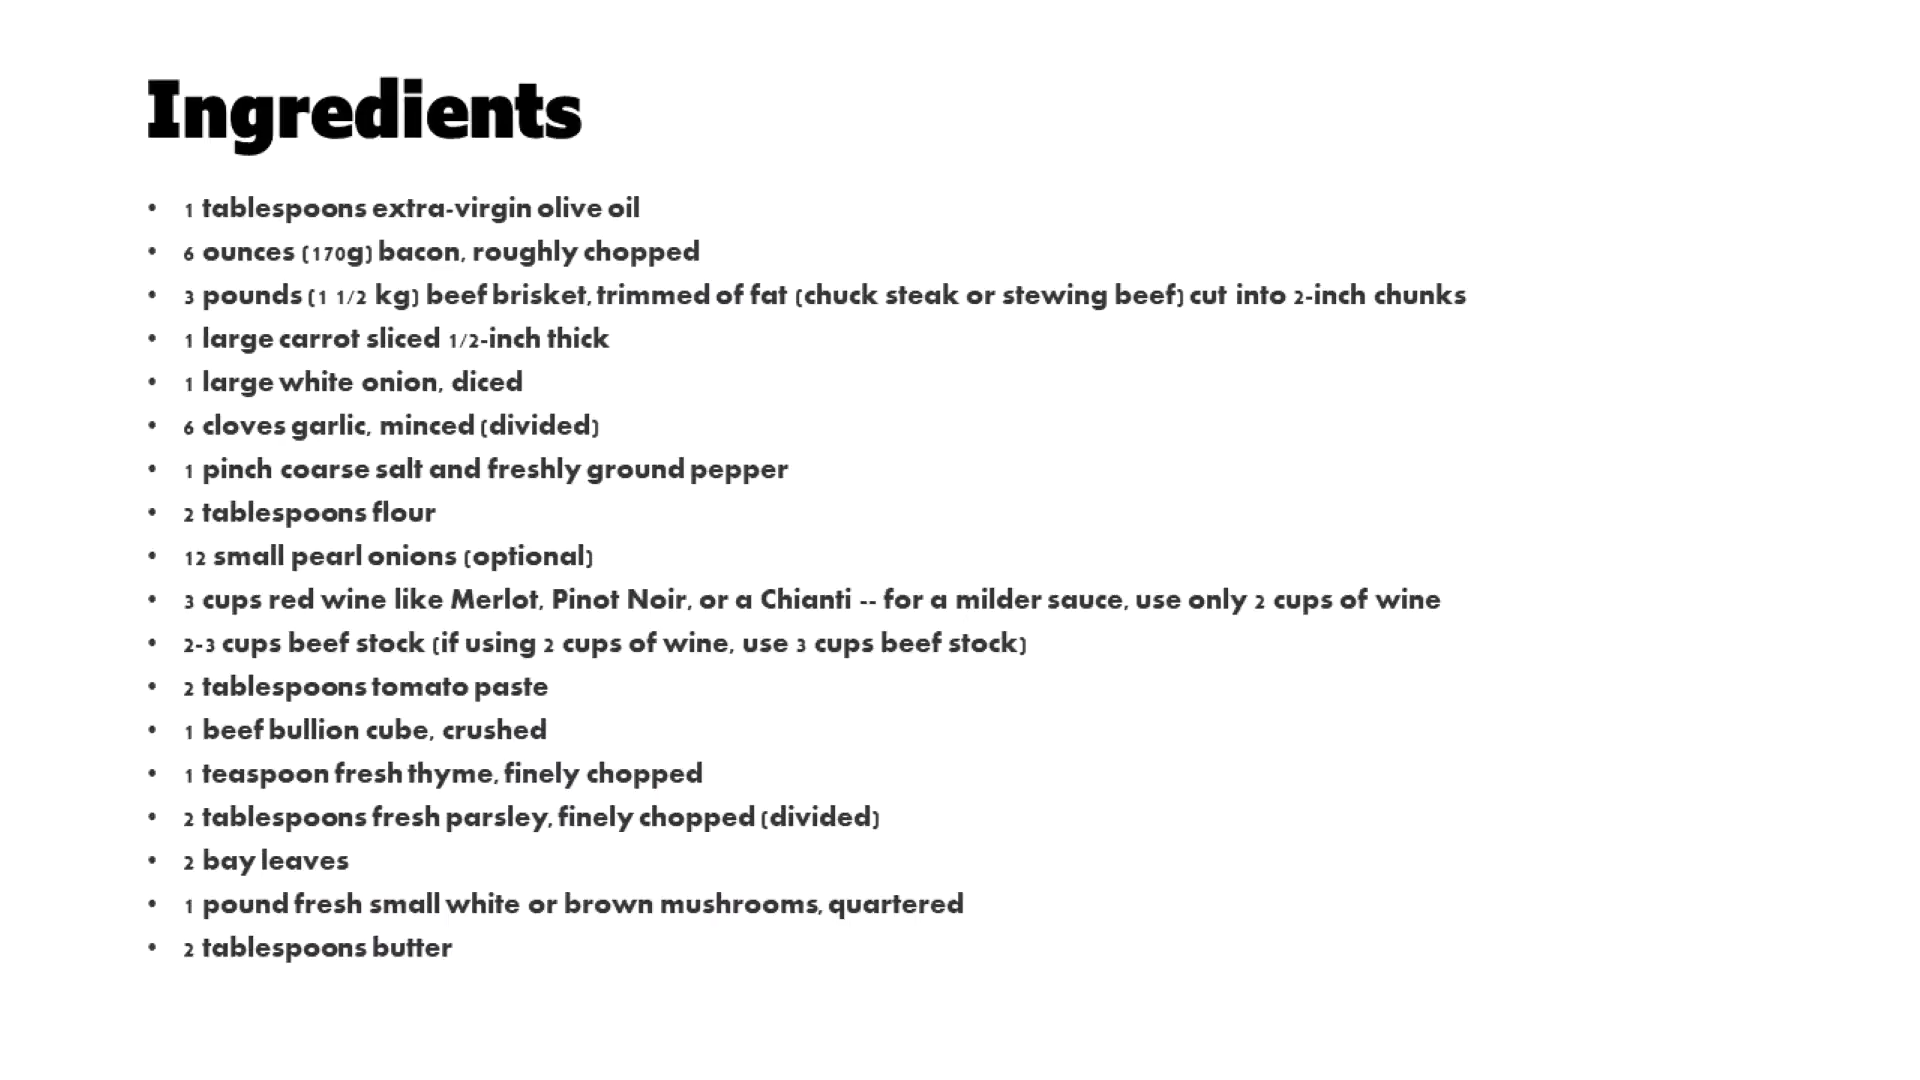 Ingredients
• 1 tablespoons extra-virgin olive oil
• 6 ounces (170g) bacon, roughly chopped
• 3 pounds (1 1/2 kg) beef brisket, trimmed of fat (chuck steak or stewing beef) cut into 2-inch chunks
• 1 large carrot sliced 1/2-inch thick
• 1 large white onion, diced
• 6 cloves garlic, minced (divided)
• 1 pinch coarse salt and freshly ground pepper
• 2 tablespoons flour
• 12 small pearl onions (optional)
• 3 cups red wine like Merlot, Pinot Noir, or a Chianti -- for a milder sauce, use only 2 cups of wine
• 2-3 cups beef stock (if using 2 cups of wine, use 3 cups beef stock)
• 2 tablespoons tomato paste
• 1 beef bullion cube, crushed
• 1 teaspoon fresh thyme, finely chopped
• 2 tablespoons fresh parsley, finely chopped (divided)
• 2 bay leaves
• 1 pound fresh small white or brown mushrooms, quartered
• 2 tablespoons butter